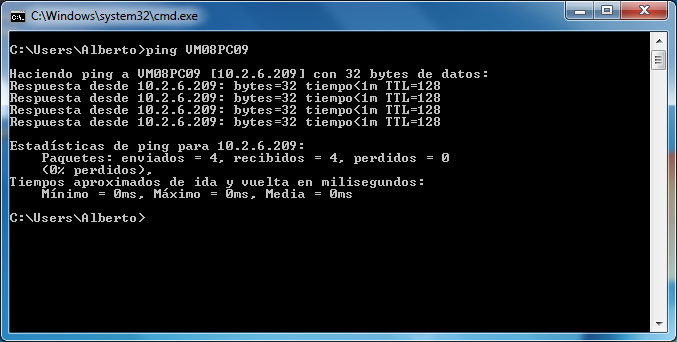 C:\Windows\system32\cmd.exe
C:\Users\Alberto>ping VM08PC09
Haciendo ping a VM08PC09 [10.2.6.209] con 32 bytes de datos:
Respuesta desde 10.2.6.209: bytes=32 tiempo<1m TTL=128
Respuesta desde 10.2.6.209: bytes=32 tiempo<1m TTL=128
Respuesta desde 10.2.6.209: bytes=32 tiempo<1m TTL=128
Respuesta desde 10.2.6.209: bytes=32 tiempo<1m TTL=128
Estadísticas de ping para 10.2.6.209:
    Paquetes: enviados = 4, recibidos = 4, perdidos = 0
    (0% perdidos),
Tiempos aproximados de ida y vuelta en milisegundos:
    Mínimo = 0ms, Máximo = 0ms, Media = 0ms
C:\Users\Alberto>